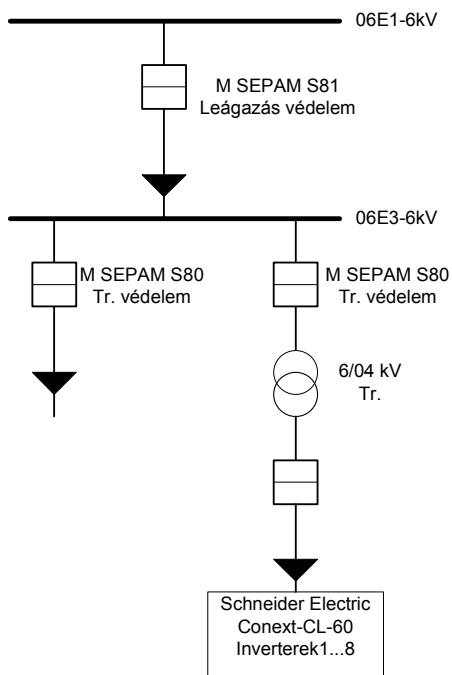 06E1-6kV
M SEPAM S81
Leágazás védelem
06E3-6kV
M SEPAM S80
Tr. védelem
M SEPAM S80
Tr. védelem
6/04 kV
Tr.
Schneider Electric
Conext-CL-60
Inverterek1...8